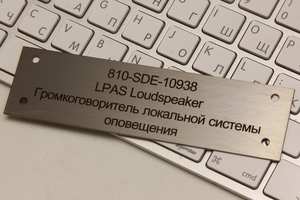 810-SDE-10938
LPAS Loudspeaker
Громкоговоритель локальной системы
оповещения